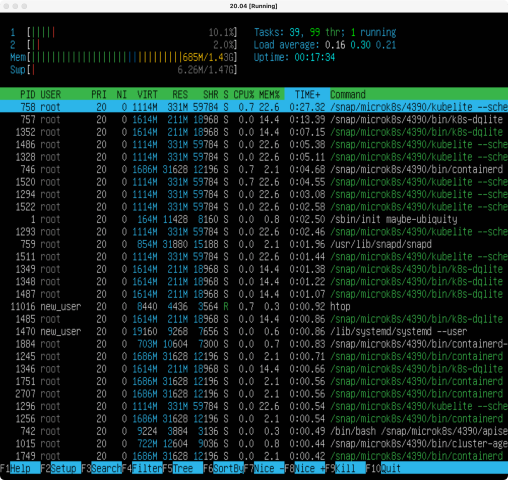 20.04 [Running]
1 [||||| 10.1%] Tasks: 39, 99 thr; 1 running
2 [|| 2.0%] Load average: 0.16 0.30 0.21
Mem[||||||||||||||||||||||||||||||||685M/1.43G] Uptime: 00:17:34
Swp[| 6.26M/1.47G]
PID USER PRI NI VIRT RES SHR S CPU% MEM% TIME+ Command
758 root 20 0 1114M 331M 59784 S 0.7 22.6 0:27.32 /snap/microk8s/4390/kubelite --sche
757 root 20 0 1614M 211M 18968 S 0.0 14.4 0:13.39 /snap/microk8s/4390/bin/k8s-dqlite
1352 root 20 0 1614M 211M 18968 S 0.0 14.4 0:07.15 /snap/microk8s/4390/bin/k8s-dqlite
1486 root 20 0 1114M 331M 59784 S 0.0 22.6 0:05.38 /snap/microk8s/4390/kubelite --sche
1328 root 20 0 1114M 331M 59784 S 0.0 22.6 0:05.11 /snap/microk8s/4390/kubelite --sche
746 root 20 0 1686M 31628 12196 S 0.7 2.1 0:04.68 /snap/microk8s/4390/bin/containerd
1520 root 20 0 1114M 331M 59784 S 0.0 22.6 0:04.55 /snap/microk8s/4390/kubelite --sche
1294 root 20 0 1114M 331M 59784 S 0.0 22.6 0:03.08 /snap/microk8s/4390/kubelite --sche
1522 root 20 0 1114M 331M 59784 S 0.0 22.6 0:02.58 /snap/microk8s/4390/kubelite --sche
1 root 20 0 164M 11428 8160 S 0.0 0.8 0:02.50 /sbin/init maybe-ubiquity
1293 root 20 0 1114M 331M 59784 S 0.0 22.6 0:02.46 /snap/microk8s/4390/kubelite --sche
759 root 20 0 854M 31880 15188 S 0.0 2.1 0:01.96 /usr/lib/snapd/snapd
1511 root 20 0 1114M 331M 59784 S 0.0 22.6 0:01.44 /snap/microk8s/4390/kubelite --sche
1349 root 20 0 1614M 211M 18968 S 0.0 14.4 0:01.38 /snap/microk8s/4390/bin/k8s-dqlite
1348 root 20 0 1614M 211M 18968 S 0.0 14.4 0:01.22 /snap/microk8s/4390/bin/k8s-dqlite
1487 root 20 0 1614M 211M 18968 S 0.0 14.4 0:01.07 /snap/microk8s/4390/bin/k8s-dqlite
11016 new_user 20 0 8440 4436 3564 R 0.7 0.3 0:00.92 htop
1485 root 20 0 1614M 211M 18968 S 0.0 14.4 0:00.86 /snap/microk8s/4390/bin/k8s-dqlite
1470 new_user 20 0 19160 9268 7656 S 0.0 0.6 0:00.86 /lib/systemd/systemd --user
1884 root 20 0 703M 10604 7300 S 0.0 0.7 0:00.83 /snap/microk8s/4390/bin/containerd-
1245 root 20 0 1686M 31628 12196 S 0.0 2.1 0:00.71 /snap/microk8s/4390/bin/containerd
1346 root 20 0 1614M 211M 18968 S 0.0 14.4 0:00.66 /snap/microk8s/4390/bin/k8s-dqlite
1751 root 20 0 1686M 31628 12196 S 0.0 2.1 0:00.56 /snap/microk8s/4390/bin/containerd
2707 root 20 0 1686M 31628 12196 S 0.0 2.1 0:00.56 /snap/microk8s/4390/bin/containerd
1296 root 20 0 1114M 331M 59784 S 0.0 22.6 0:00.54 /snap/microk8s/4390/kubelite --sche
1256 root 20 0 1686M 31628 12196 S 0.0 2.1 0:00.54 /snap/microk8s/4390/bin/containerd
742 root 20 0 9224 3884 3136 S 0.0 0.3 0:00.49 /bin/bash /snap/microk8s/4390/apise
1015 root 20 0 722M 12604 9036 S 0.0 0.8 0:00.44 /snap/microk8s/4390/bin/cluster-age
1749 root 20 0 1686M 31628 12196 S 0.0 2.1 0:00.42 /snap/microk8s/4390/bin/containerd
F1Help F2Setup F3SearchF4FilterF5Tree F6SortByF7Nice -F8Nice +F9Kill F10Quit